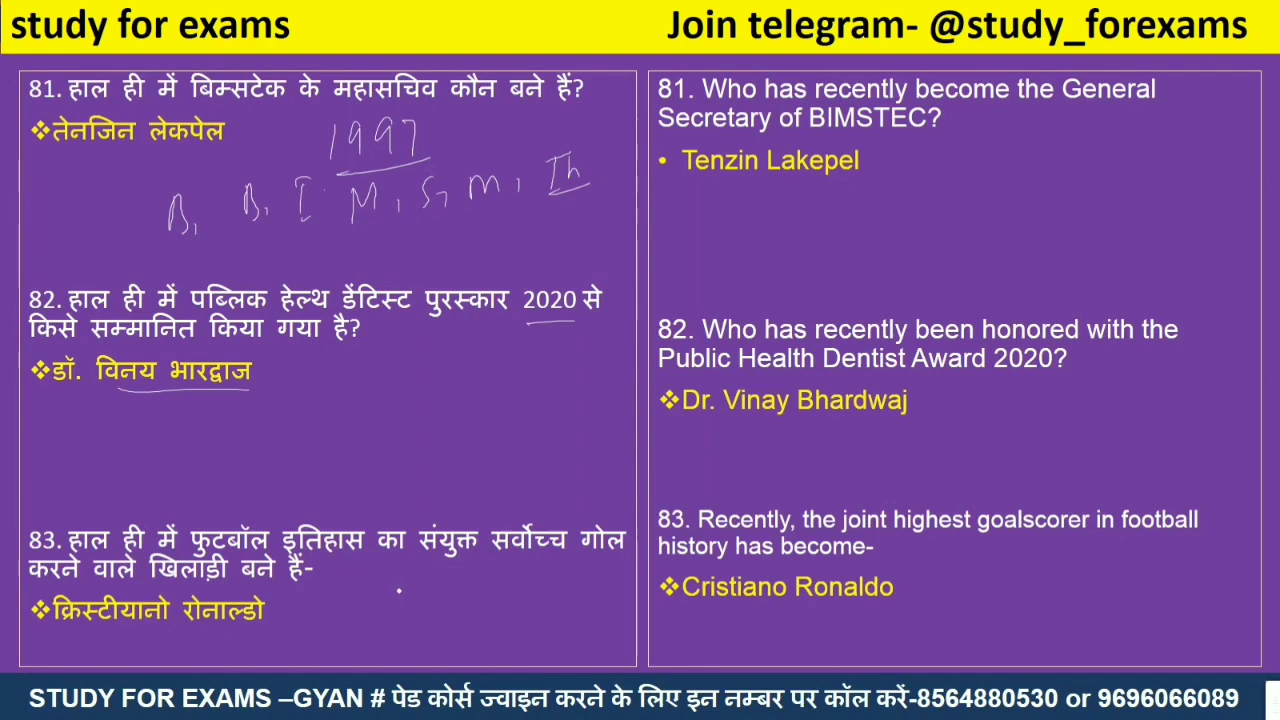 study for exams
Join telegram- @study_forexams
81. हाल ही में बिम्सटेक के महासचिव कौन बने हैं?
❖तेनजिन लेकपेल
1997
B, B, I, M, S, M, Th
82. हाल ही में पब्लिक हेल्थ डेंटिस्ट पुरस्कार 2020 से
किसे सम्मानित किया गया है?
❖डॉ. विनय भारद्वाज
83. हाल ही में फुटबॉल इतिहास का संयुक्त सर्वोच्च गोल
करने वाले खिलाड़ी बने हैं-
❖क्रिस्टीयानो रोनाल्डो
81. Who has recently become the General
Secretary of BIMSTEC?
• Tenzin Lakepel
82. Who has recently been honored with the
Public Health Dentist Award 2020?
❖Dr. Vinay Bhardwaj
83. Recently, the joint highest goalscorer in football
history has become-
❖Cristiano Ronaldo
STUDY FOR EXAMS –GYAN # पेड कोर्स ज्वाइन करने के लिए इन नम्बर पर कॉल करें-8564880530 or 9696066089